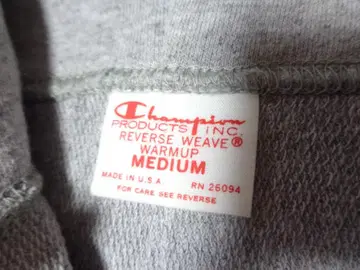 Champion
PRODUCTS INC.
REVERSE WEAVE®
WARMUP
MEDIUM
MADE IN U.S.A RN 26094
FOR CARE SEE REVERSE